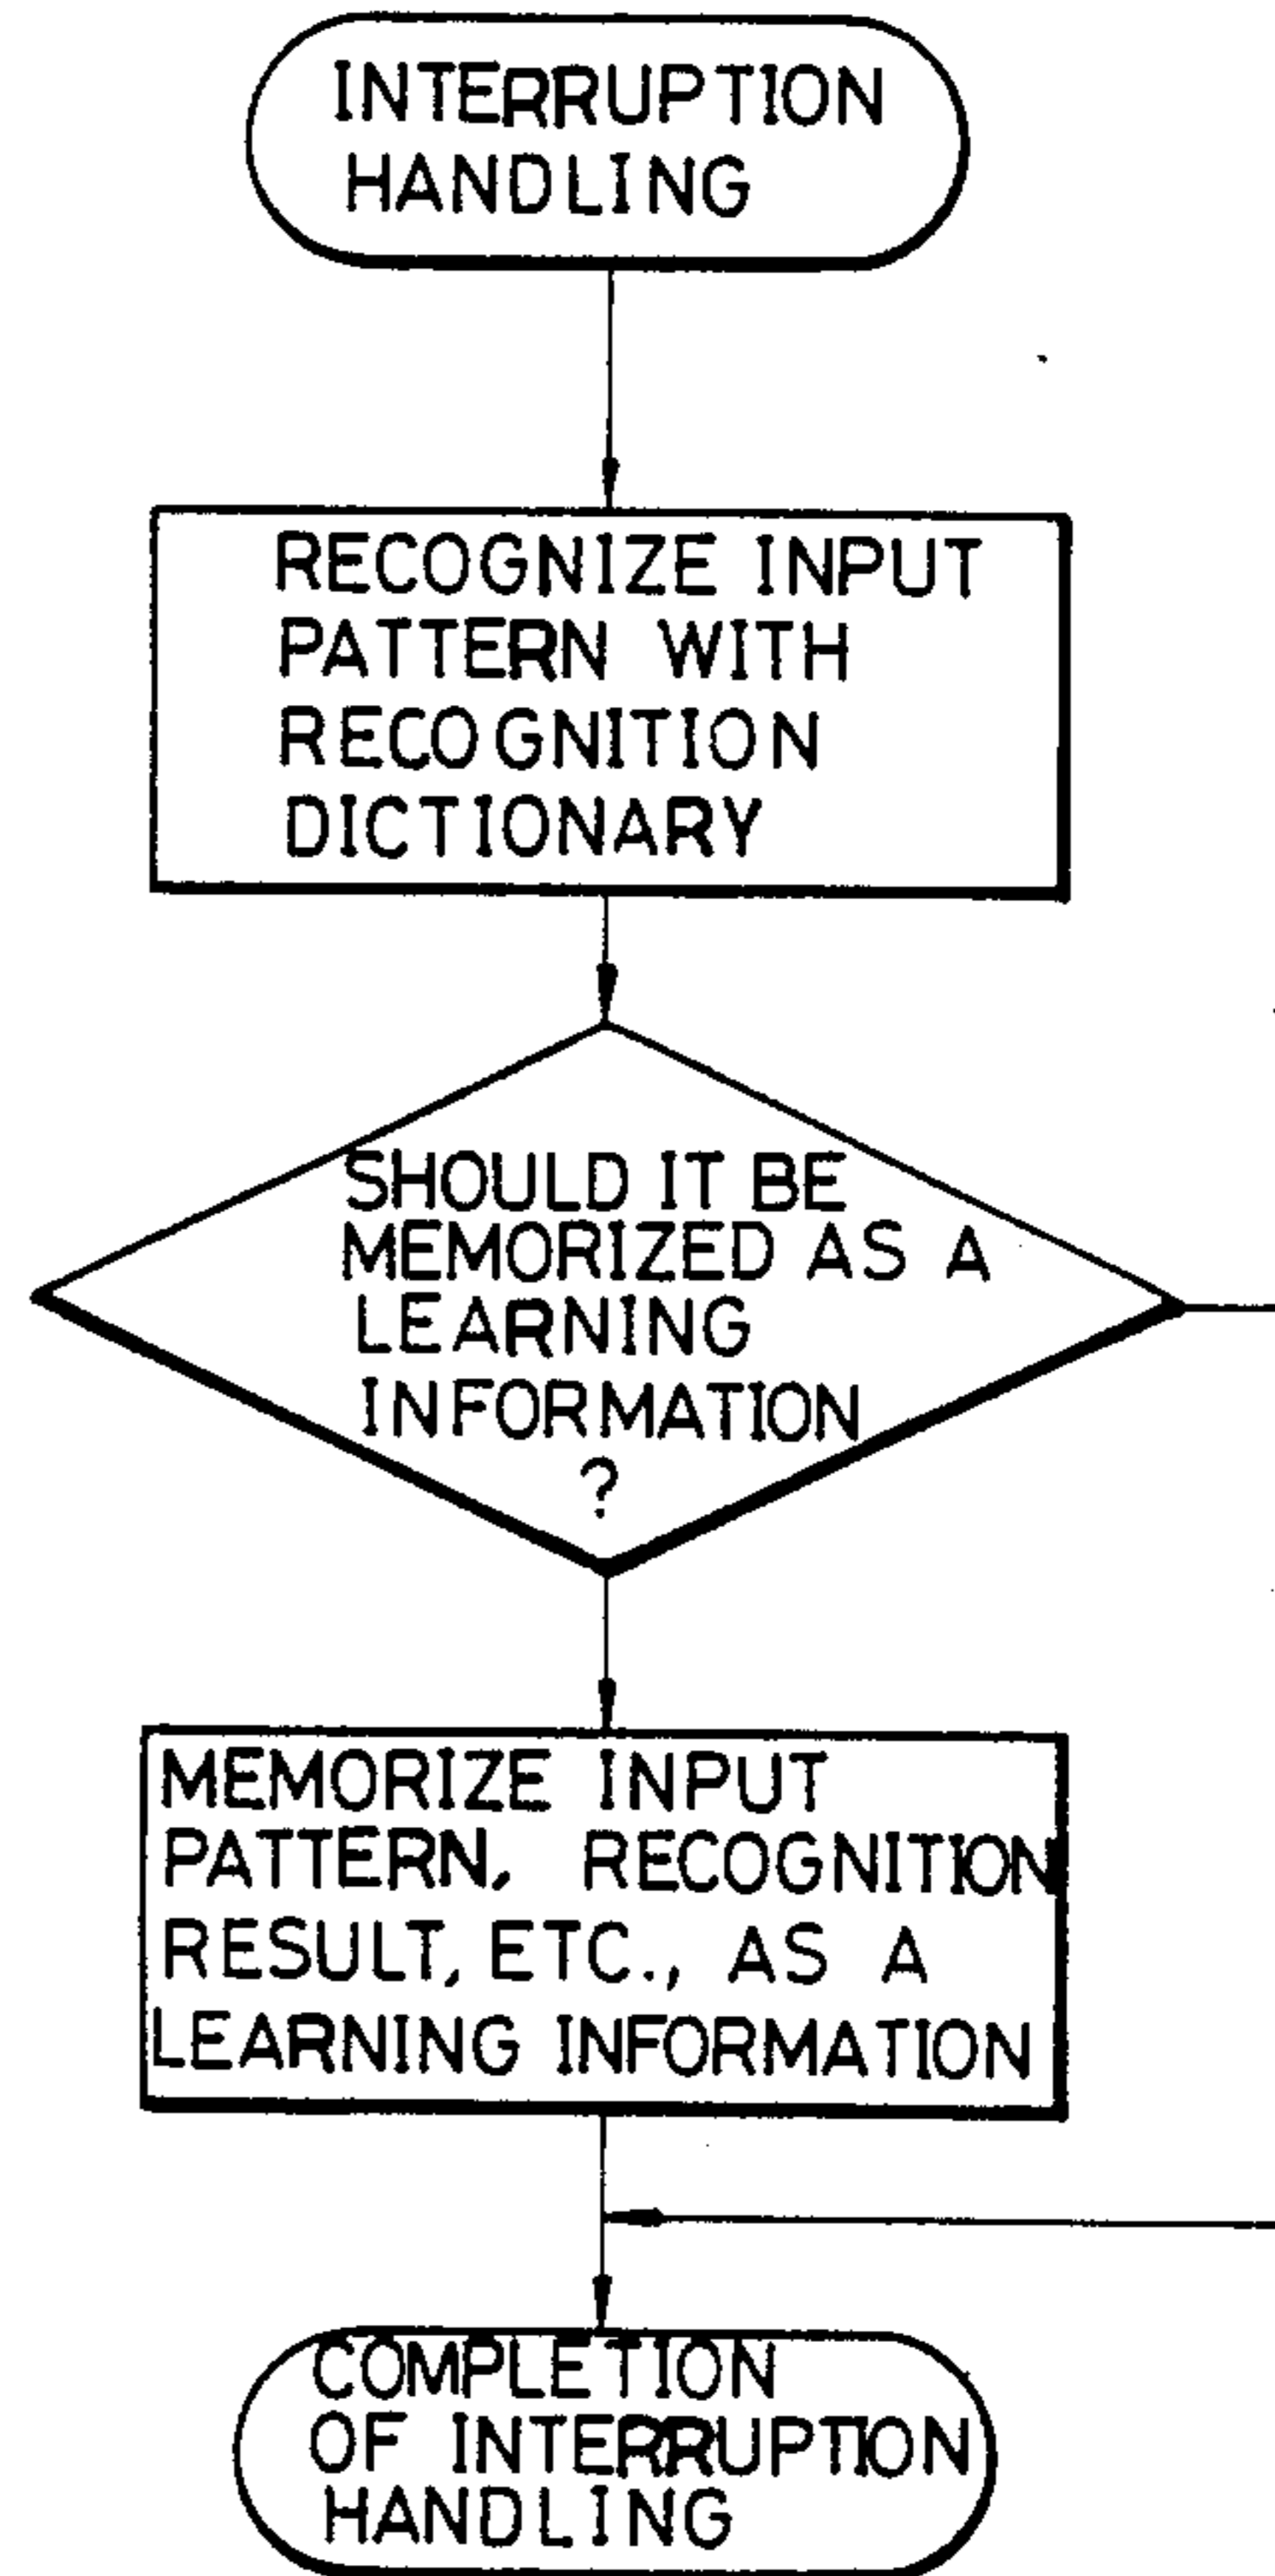 INTERRUPTION
HANDLING
RECOGNIZE INPUT
PATTERN WITH
RECOGNITION
DICTIONARY
SHOULD IT BE
MEMORIZED AS A
LEARNING
INFORMATION
?
MEMORIZE INPUT
PATTERN, RECOGNITION
RESULT, ETC., AS A
LEARNING INFORMATION
COMPLETION
OF INTERRUPTION
HANDLING